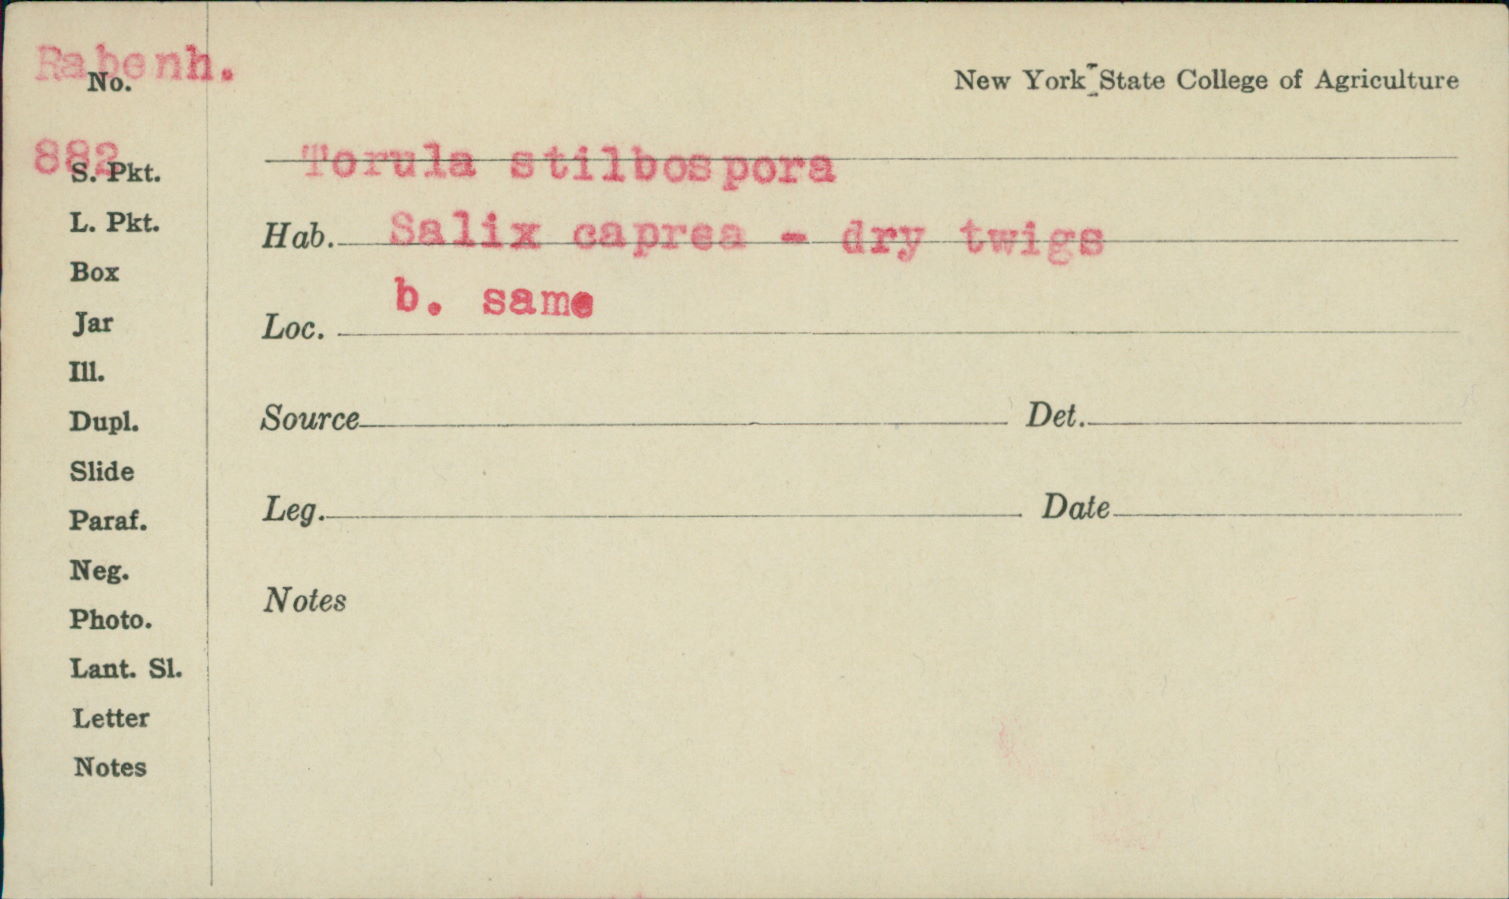 Rabenh.
No.
New York State College of Agriculture
882
S. Pkt.
Torula stilbospora
L. Pkt.
Hab. Salix caprea - dry twigs
Box
b. same
Jar
Loc.
Ill.
Dupl.
Source Det.
Slide
Paraf.
Leg. Date
Neg.
Notes
Photo.
Lant. Sl.
Letter
Notes